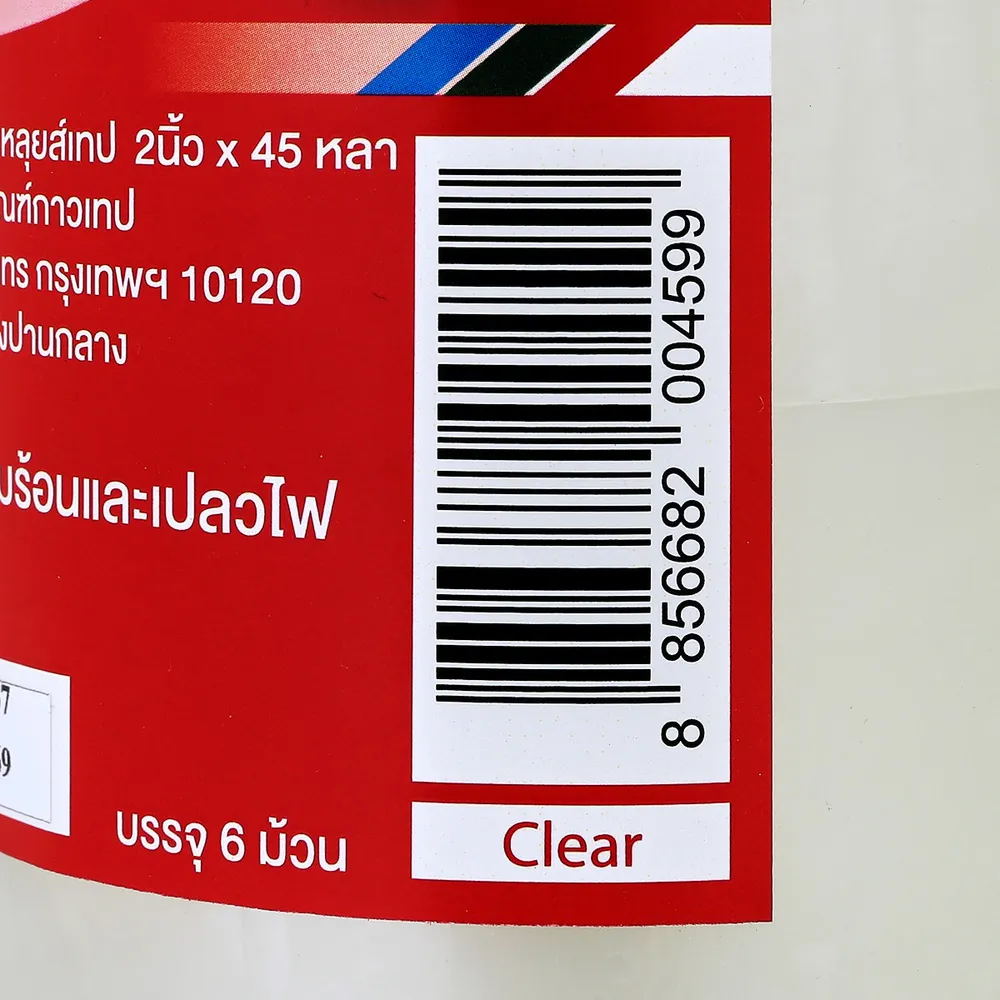 หลุยส์เทป 2นิ้ว x 45 หลา
ณฑ์กาวเทป
ทร กรุงเทพฯ 10120
ปานกลาง
ร้อนและเปลวไฟ
บรรจุ 6 ม้วน
8 856682 004599
Clear